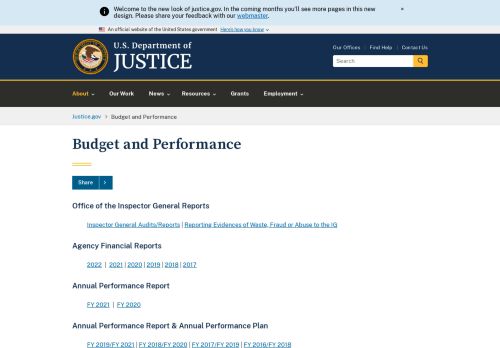 Welcome to the new look of justice.gov. In the coming months you'll see more pages in this new
design. Please share your feedback with our webmaster.
×
An official website of the United States government Here's how you know
U.S. Department of
JUSTICE
Our Offices | Find Help | Contact Us
Search
About Our Work News Resources Grants Employment
Justice.gov > Budget and Performance
Budget and Performance
Share >
Office of the Inspector General Reports
Inspector General Audits/Reports | Reporting Evidences of Waste, Fraud or Abuse to the IG
Agency Financial Reports
2022 | 2021 | 2020 | 2019 | 2018 | 2017
Annual Performance Report
FY 2021 | FY 2020
Annual Performance Report & Annual Performance Plan
FY 2019/FY 2021 | FY 2018/FY 2020 | FY 2017/FY 2019 | FY 2016/FY 2018